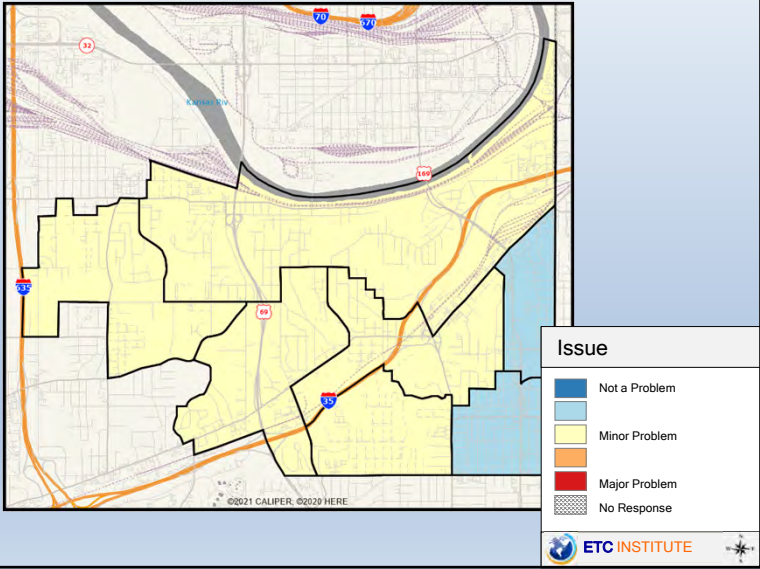 70
670
32
Kansas Riv
169
635
69
35
©2021 CALIPER, ©2020 HERE
Issue
Not a Problem
Minor Problem
Major Problem
No Response
ETC INSTITUTE